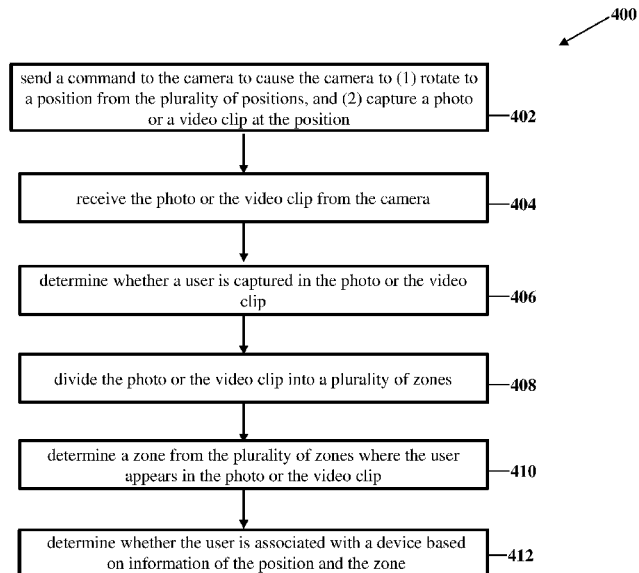 400
send a command to the camera to cause the camera to (1) rotate to
a position from the plurality of positions, and (2) capture a photo
or a video clip at the position
402
receive the photo or the video clip from the camera
404
determine whether a user is captured in the photo or the video
clip
406
divide the photo or the video clip into a plurality of zones
408
determine a zone from the plurality of zones where the user
appears in the photo or the video clip
410
determine whether the user is associated with a device based
on information of the position and the zone
412